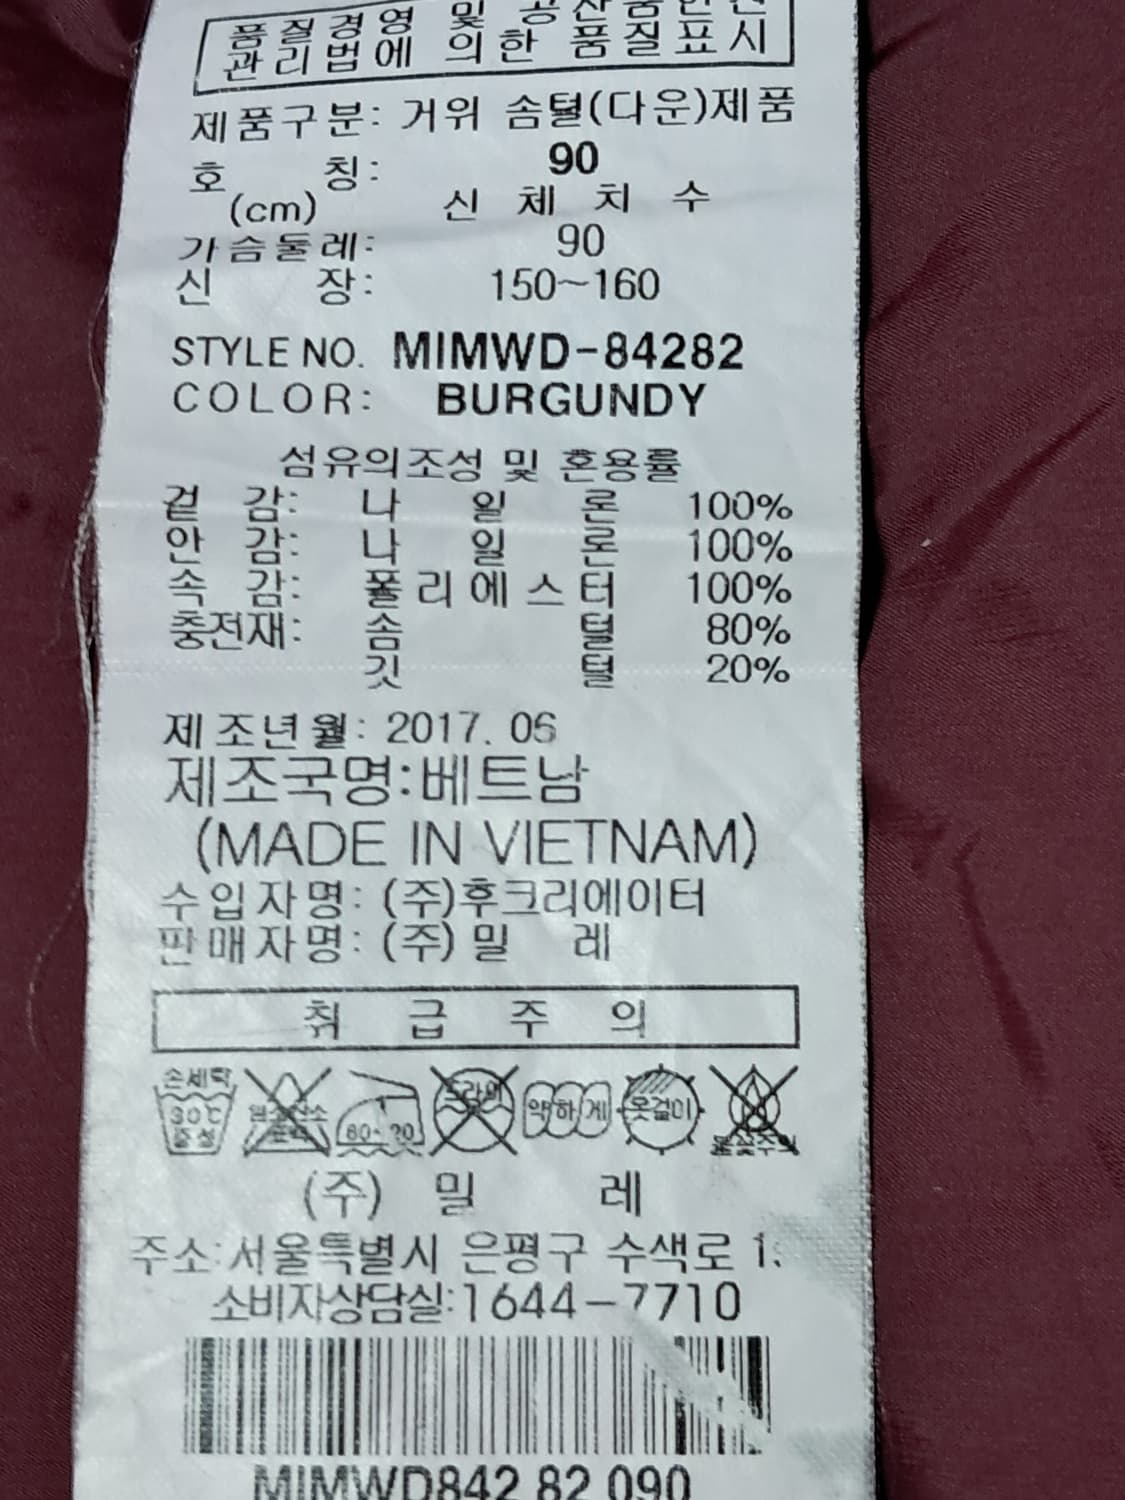 품질경영 및 공산품안전
관리법에 의한 품질표시
제품구분: 거위 솜털(다운)제품
호 칭: 90
(cm) 신 체 치 수
가슴둘레: 90
신 장: 150~160
STYLE NO. MIMWD-84282
COLOR: BURGUNDY
섬유의조성 및 혼용률
겉 감: 나 일 론 100%
안 감: 나 일 론 100%
속 감: 폴리에스터 100%
충전재: 솜 털 80%
깃 털 20%
제조년월: 2017. 06
제조국명:베트남
(MADE IN VIETNAM)
수입자명: (주)후크리에이터
판매자명: (주) 밀 레
취 급 주 의
손세탁 30℃ 중성 드라이 약하게 옷걸이 불꽃주의
(주) 밀 레
주소:서울특별시 은평구 수색로
소비자상담실:1644-7710
MIMWD842 82 090